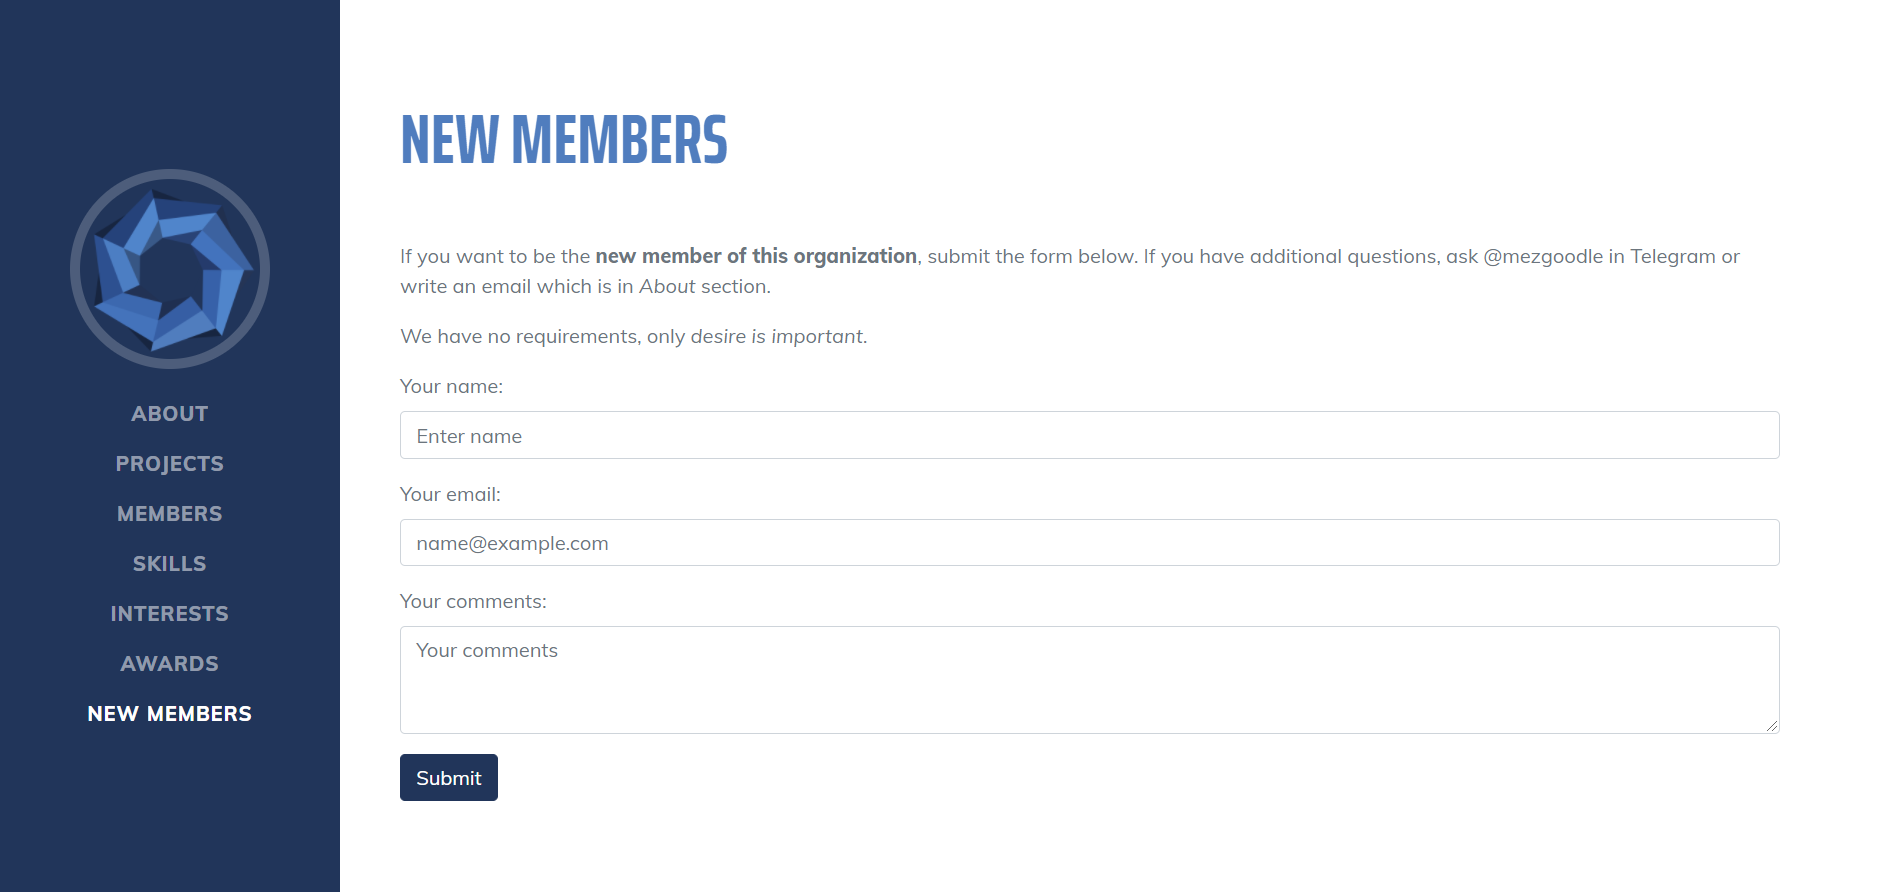 ABOUT
PROJECTS
MEMBERS
SKILLS
INTERESTS
AWARDS
NEW MEMBERS
NEW MEMBERS
If you want to be the new member of this organization, submit the form below. If you have additional questions, ask @mezgoodle in Telegram or
write an email which is in About section.
We have no requirements, only desire is important.
Your name:
Enter name
Your email:
name@example.com
Your comments:
Your comments
Submit